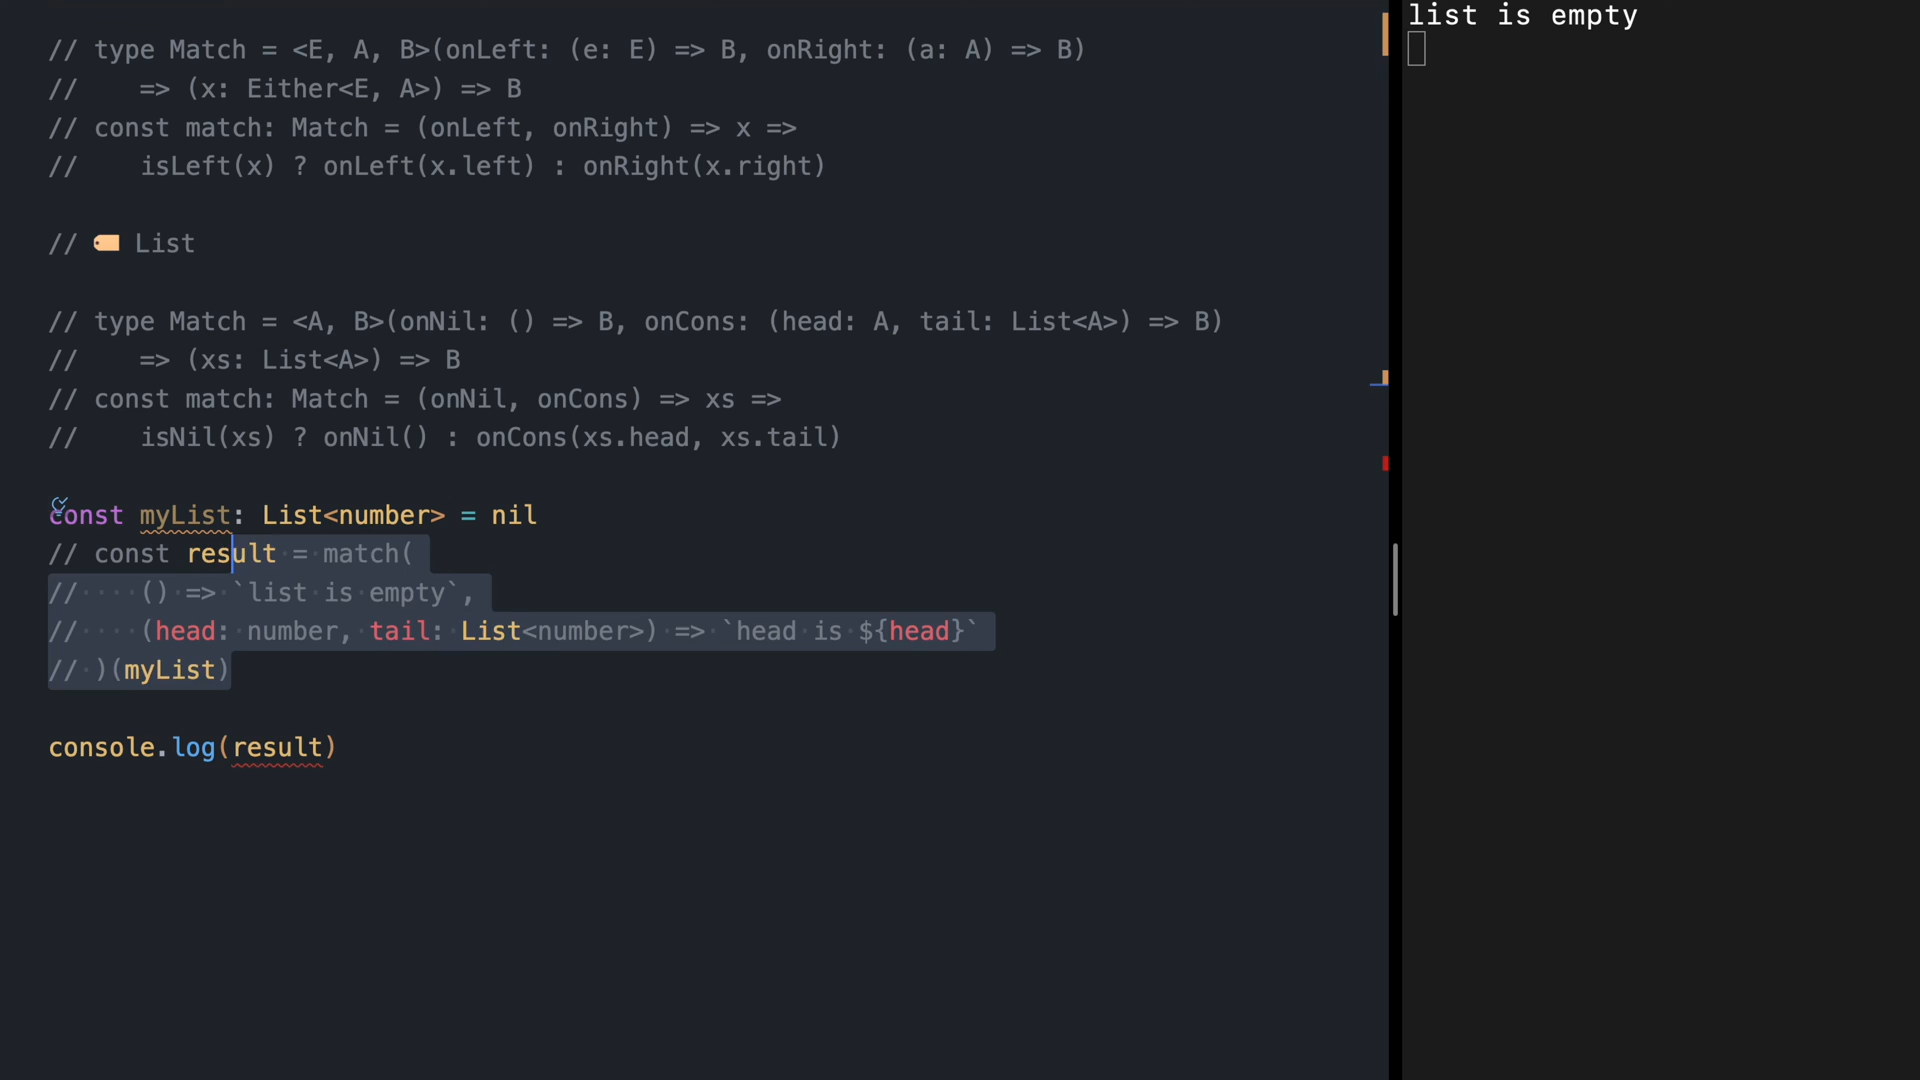 // type Match = <E, A, B>(onLeft: (e: E) => B, onRight: (a: A) => B)
//    => (x: Either<E, A>) => B
// const match: Match = (onLeft, onRight) => x =>
//    isLeft(x) ? onLeft(x.left) : onRight(x.right)
// List
// type Match = <A, B>(onNil: () => B, onCons: (head: A, tail: List<A>) => B)
//    => (xs: List<A>) => B
// const match: Match = (onNil, onCons) => xs =>
//    isNil(xs) ? onNil() : onCons(xs.head, xs.tail)
const myList: List<number> = nil
// const result = match(
//    () => `list is empty`,
//    (head: number, tail: List<number>) => `head is ${head}`
// )(myList)
console.log(result)
list is empty